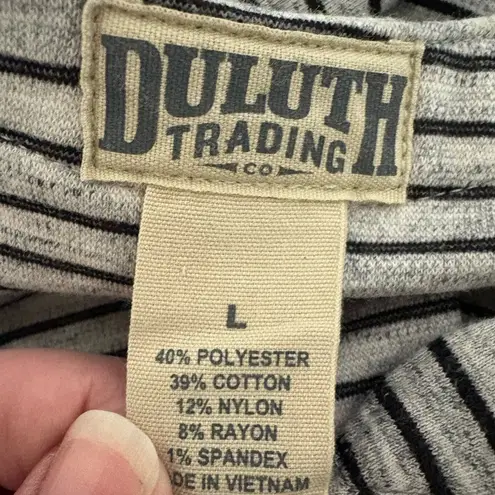 DULUTH
TRADING
CO
L
40% POLYESTER
39% COTTON
12% NYLON
8% RAYON
1% SPANDEX
DE IN VIETNAM